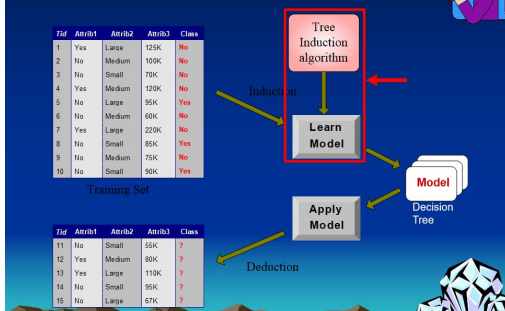 Tid Attrib1 Attrib2 Attrib3 Class
1 Yes Large 125K No
2 No Medium 100K No
3 No Small 70K No
4 Yes Medium 120K No
5 No Large 95K Yes
6 No Medium 60K No
7 Yes Large 220K No
8 No Small 85K Yes
9 No Medium 75K No
10 No Small 90K Yes
Training Set
Tree
Induction
algorithm
Induction
Learn
Model
Model
Decision
Tree
Apply
Model
Tid Attrib1 Attrib2 Attrib3 Class
11 No Small 55K ?
12 Yes Medium 80K ?
13 Yes Large 110K ?
14 No Small 95K ?
15 No Large 67K ?
Deduction